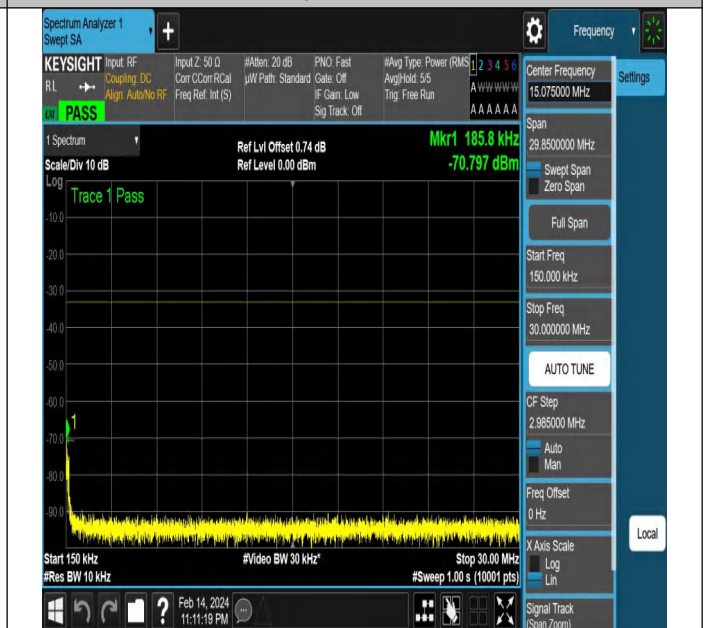 Spectrum Analyzer 1
Swept SA
+
Frequency
KEYSIGHT
RL
PASS
Input: RF
Coupling: DC
Align: Auto/No RF
Input Z: 50 Ω
Corr CCorr RCal
Freq Ref: Int (S)
#Atten: 20 dB
µW Path: Standard
PNO: Fast
Gate: Off
IF Gain: Low
Sig Track: Off
#Avg Type: Power (RMS
Avg|Hold: 5/5
Trig: Free Run
1 2 3 4 5 6
A W W W W W
A A A A A A
Center Frequency
15.075000 MHz
Settings
Span
29.8500000 MHz
Swept Span
Zero Span
Full Span
Start Freq
150.000 kHz
Stop Freq
30.000000 MHz
AUTO TUNE
CF Step
2.985000 MHz
Auto
Man
Freq Offset
0 Hz
X Axis Scale
Log
Lin
Signal Track
(Span Zoom)
Local
1 Spectrum
Scale/Div 10 dB
Ref Lvl Offset 0.74 dB
Ref Level 0.00 dBm
Mkr1 185.8 kHz
-70.797 dBm
Log
Trace 1 Pass
-10.0
-20.0
-30.0
-40.0
-50.0
-60.0
1
-70.0
-80.0
-90.0
Start 150 kHz
#Video BW 30 kHz*
Stop 30.00 MHz
#Res BW 10 kHz
#Sweep 1.00 s (10001 pts)
?
Feb 14, 2024
11:11:19 PM